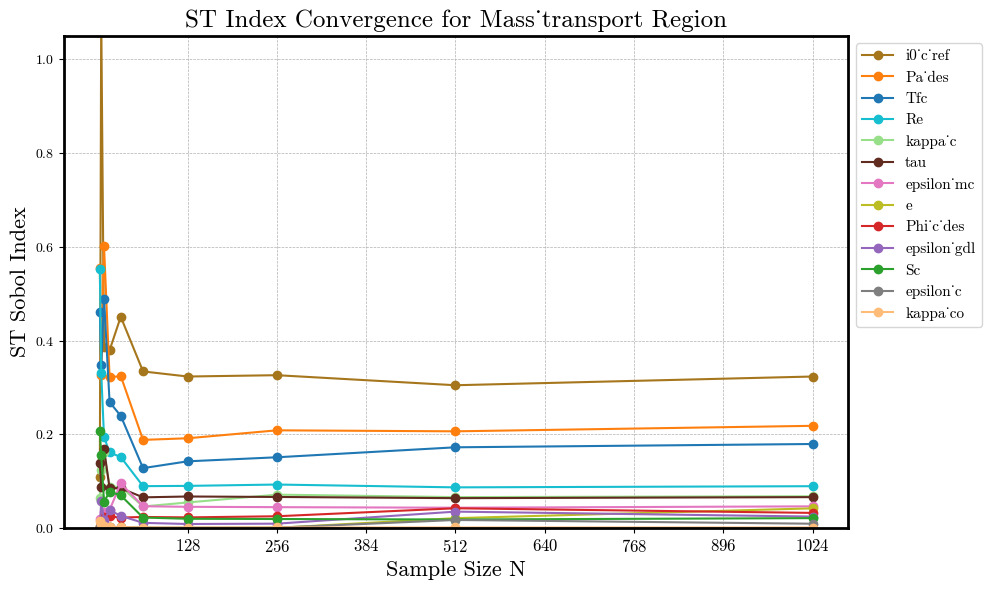 ST Index Convergence for Mass˙transport Region
ST Sobol Index
1.0
0.8
0.6
0.4
0.2
0.0
128 256 384 512 640 768 896 1024
Sample Size N
i0˙c˙ref
Pa˙des
Tfc
Re
kappa˙c
tau
epsilon˙mc
e
Phi˙c˙des
epsilon˙gdl
Sc
epsilon˙c
kappa˙co